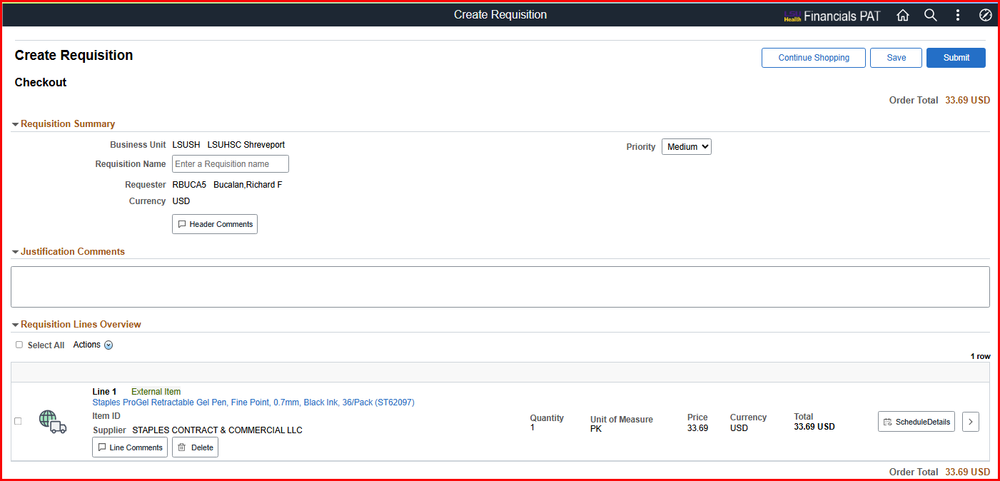 Create Requisition
LSU Health Financials PAT
Create Requisition
Continue Shopping Save Submit
Checkout
Order Total 33.69 USD
Requisition Summary
Business Unit LSUSH LSUHSC Shreveport
Priority Medium
Requisition Name Enter a Requisition name
Requester RBUCA5 Bucalan,Richard F
Currency USD
Header Comments
Justification Comments
Requisition Lines Overview
Select All Actions
1 row
Line 1 External Item
Staples ProGel Retractable Gel Pen, Fine Point, 0.7mm, Black Ink, 36/Pack (ST62097)
Item ID
Supplier STAPLES CONTRACT & COMMERCIAL LLC
Quantity Unit of Measure Price Currency Total
1 PK 33.69 USD 33.69 USD
ScheduleDetails
Line Comments Delete
Order Total 33.69 USD